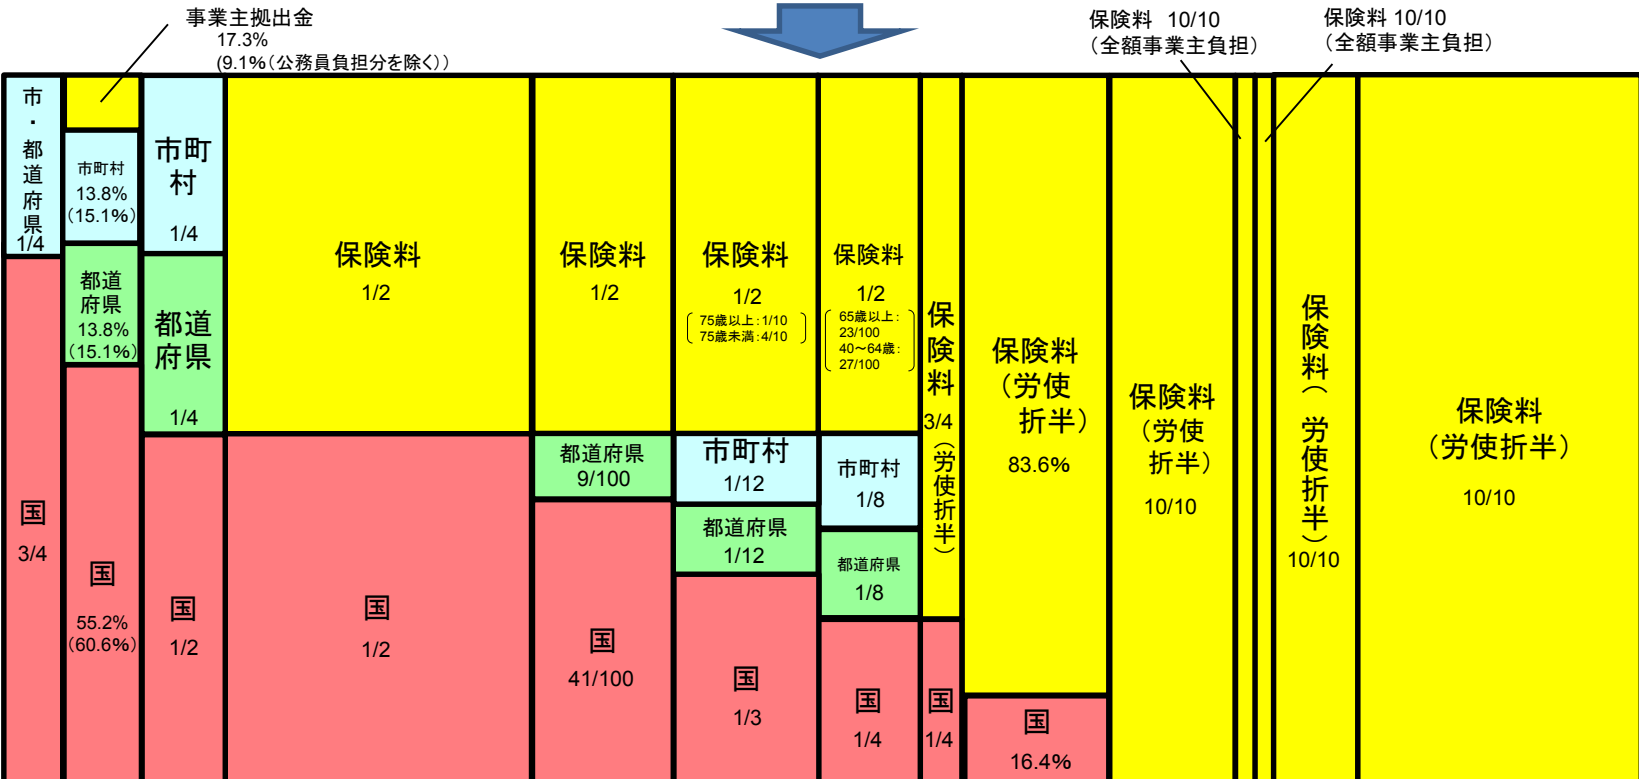 事業主拠出金
17.3%
(9.1%(公務員負担分を除く))
保険料 10/10
(全額事業主負担)
保険料 10/10
(全額事業主負担)
市・都道府県
1/4
国
3/4
市町村
13.8%
(15.1%)
都道
府県
13.8%
(15.1%)
国
55.2%
(60.6%)
市町
村
1/4
都道
府県
1/4
国
1/2
保険料
1/2
国
1/2
保険料
1/2
都道府県
9/100
国
41/100
保険料
1/2
75歳以上:1/10
75歳未満:4/10
市町村
1/12
都道府県
1/12
国
1/3
保険料
1/2
65歳以上:
23/100
40~64歳:
27/100
市町村
1/8
都道府県
1/8
国
1/4
保険料
3/4
(労使折半)
国
1/4
保険料
(労使
折半)
83.6%
国
16.4%
保険料
(労使
折半)
10/10
保険料(労使折半)
10/10
保険料
(労使折半)
10/10